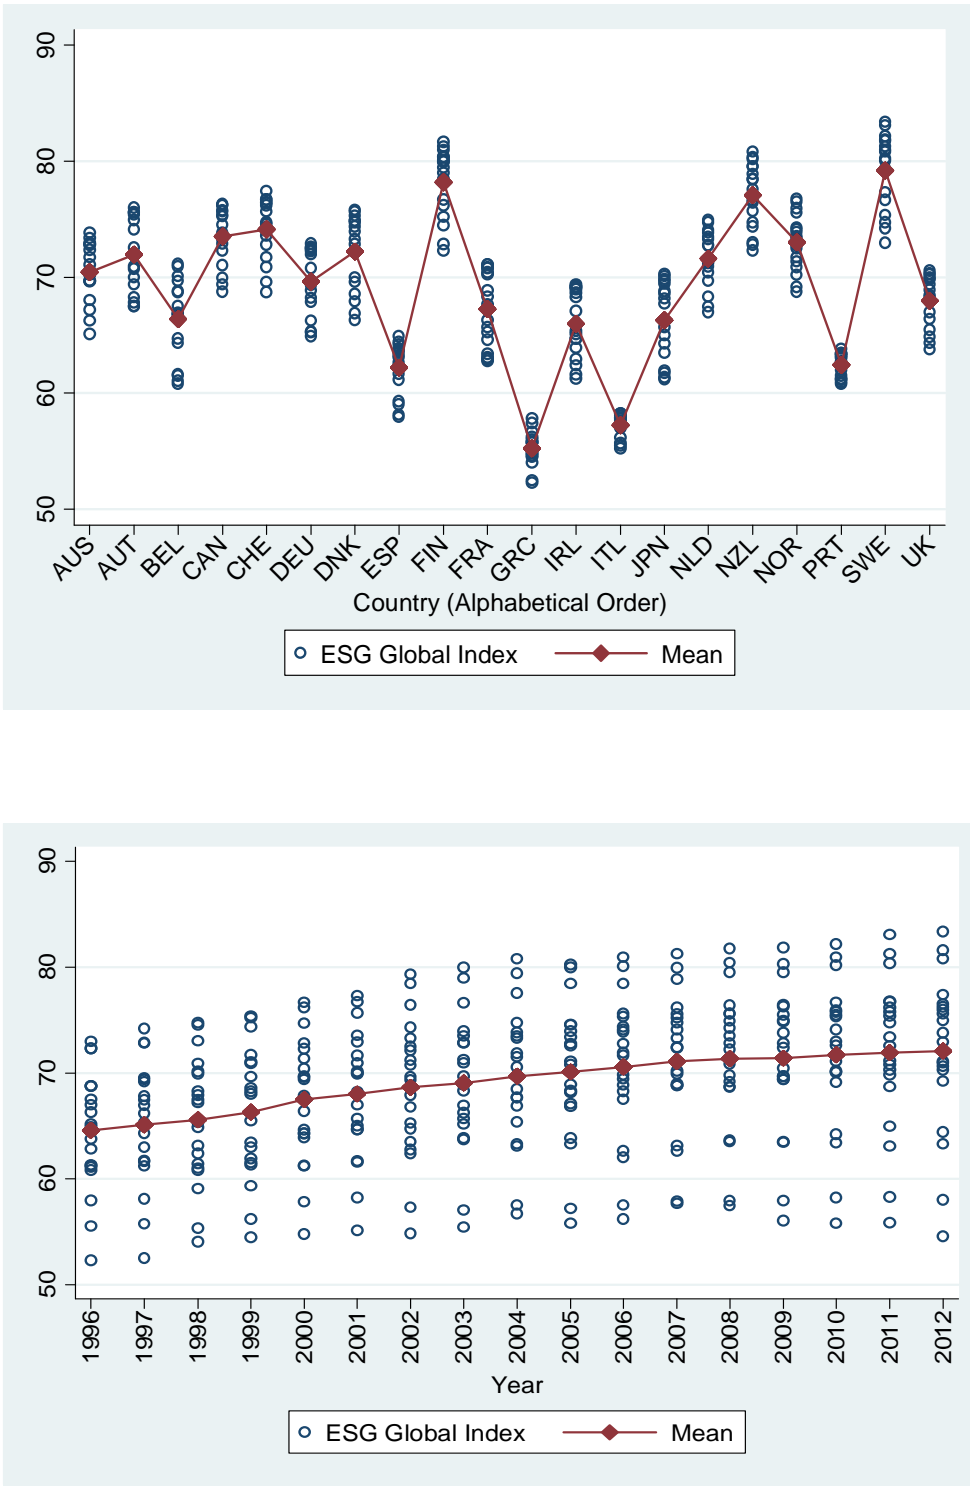 90
80
70
60
50
AUS AUT BEL CAN CHE DEU DNK ESP FIN FRA GRC IRL ITL JPN NLD NZL NOR PRT SWE UK
Country (Alphabetical Order)
ESG Global Index Mean
90
80
70
60
50
1996 1997 1998 1999 2000 2001 2002 2003 2004 2005 2006 2007 2008 2009 2010 2011 2012
Year
ESG Global Index Mean